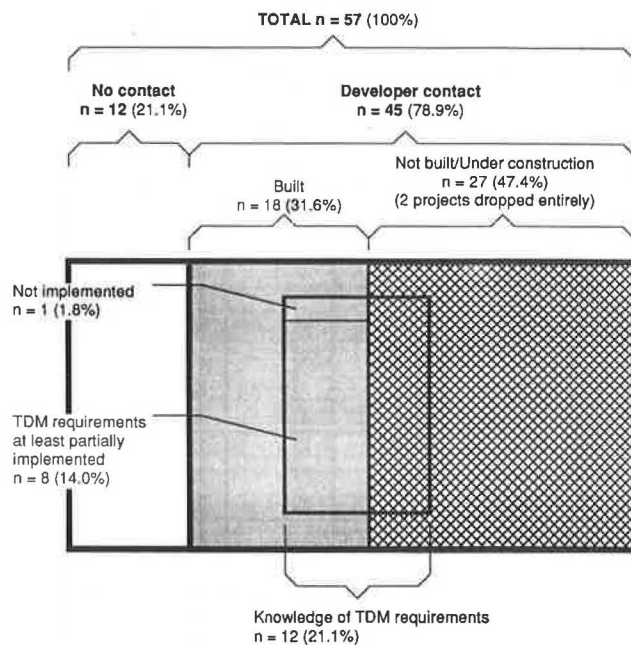 TOTAL n = 57 (100%)
No contact
n = 12 (21.1%)
Developer contact
n = 45 (78.9%)
Built
n = 18 (31.6%)
Not built/Under construction
n = 27 (47.4%)
(2 projects dropped entirely)
Not implemented
n = 1 (1.8%)
TDM requirements
at least partially
implemented
n = 8 (14.0%)
Knowledge of TDM requirements
n = 12 (21.1%)